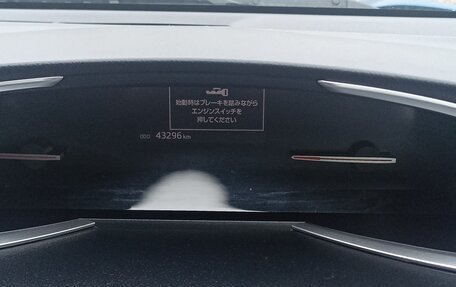 始動時はブレーキを踏みながら
エンジンスイッチを
押してください
ODO 43296 km